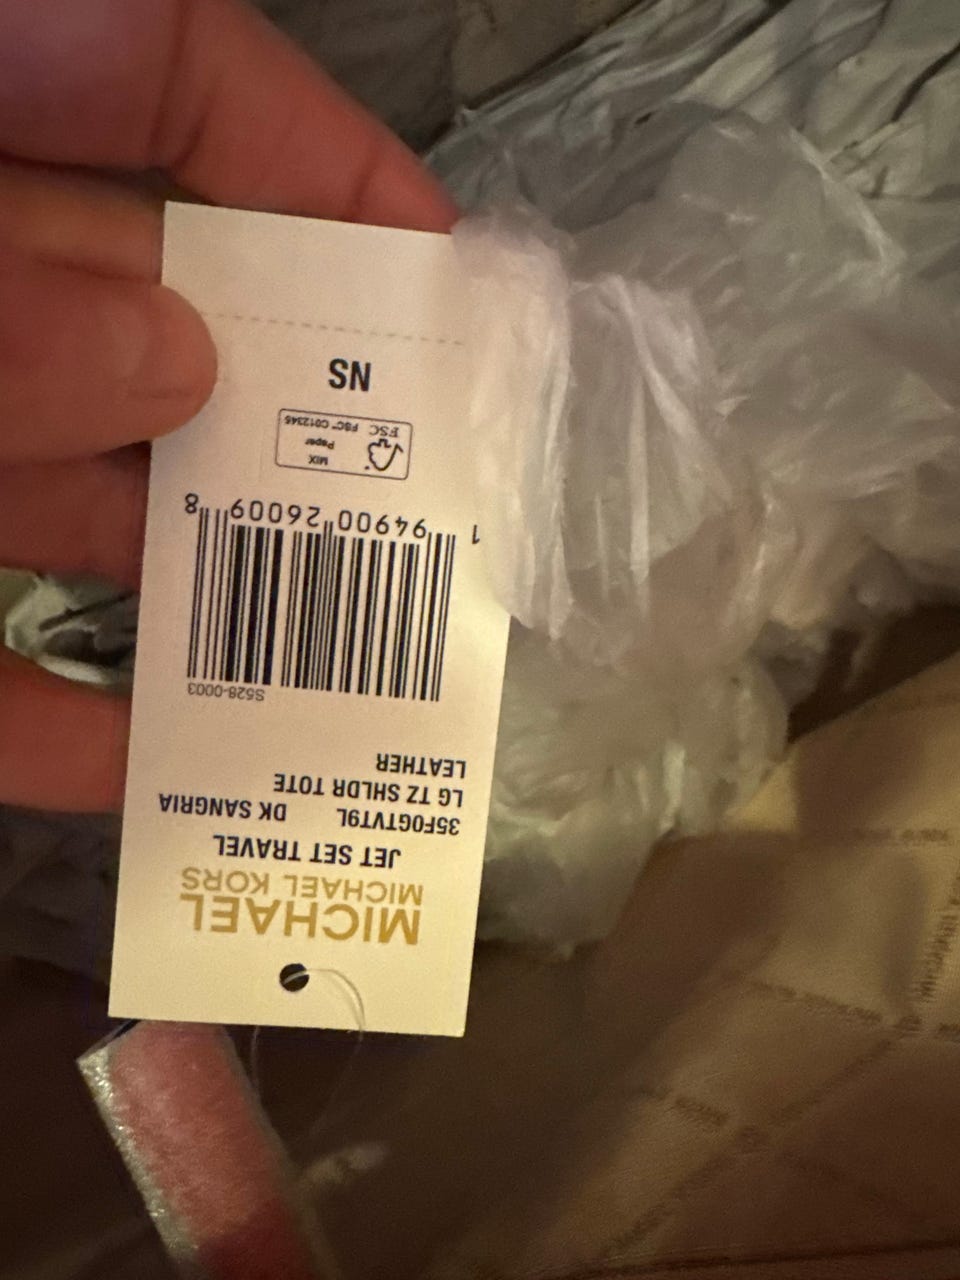 MICHAEL
MICHAEL KORS
JET SET TRAVEL
35F0GTVT9L DK SANGRIA
LG TZ SHLDR TOTE
LEATHER
S528-0003
1 94900 26009 8
MIX
Paper
FSC FSC™ C012345
NS